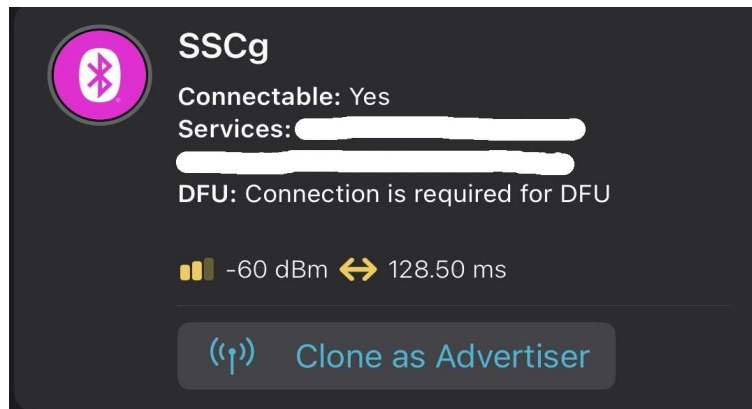 SSCg
Connectable: Yes
Services:
DFU: Connection is required for DFU
-60 dBm 128.50 ms
Clone as Advertiser